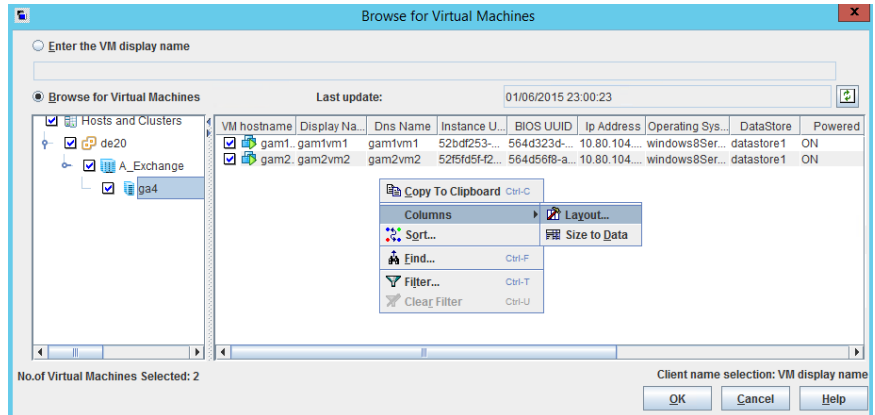 Browse for Virtual Machines
x
Enter the VM display name
Browse for Virtual Machines Last update: 01/06/2015 23:00:23
Hosts and Clusters
de20
A_Exchange
ga4
VM hostname Display Na... Dns Name Instance U... BIOS UUID Ip Address Operating Sys... DataStore Powered
gam1.. gam1vm1 gam1vm1 52bdf253-... 564d323d-... 10.80.104.... windows8Ser... datastore1 ON
gam2. gam2vm2 gam2vm2 52f5fd5f-f2... 564d56f8-a... 10.80.104.... windows8Ser... datastore1 ON
Copy To Clipboard Ctrl-C
Columns
Layout...
Sort...
Size to Data
Find... Ctrl-F
Filter... Ctrl-T
Clear Filter Ctrl-U
No.of Virtual Machines Selected: 2
Client name selection: VM display name
OK Cancel Help